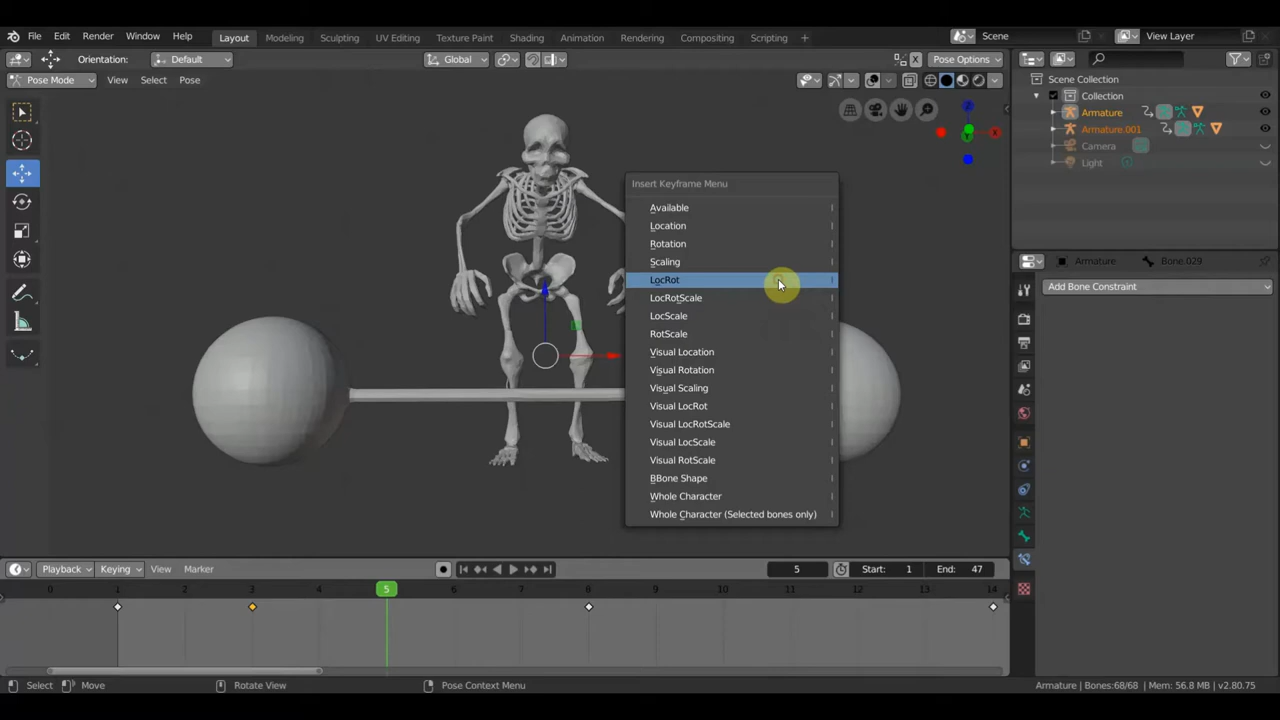 File Edit Render Window Help Layout Modeling Sculpting UV Editing Texture Paint Shading Animation Rendering Compositing Scripting + Scene View Layer
Orientation: Default Global Pose Options
Pose Mode View Select Pose
Scene Collection
Collection
Armature
Armature.001
Camera
Light
Z
X
Y
Insert Keyframe Menu
Available
Location
Rotation
Scaling
LocRot
LocRotScale
LocScale
RotScale
Visual Location
Visual Rotation
Visual Scaling
Visual LocRot
Visual LocRotScale
Visual LocScale
Visual RotScale
BBone Shape
Whole Character
Whole Character (Selected bones only)
Armature Bone.029
Add Bone Constraint
Playback Keying View Marker 5 Start: 1 End: 47
0 1 2 3 4 5 6 7 8 9 10 11 12 13 14
Select Move Rotate View Pose Context Menu Armature | Bones:68/68 | Mem: 56.8 MB | v2.80.75